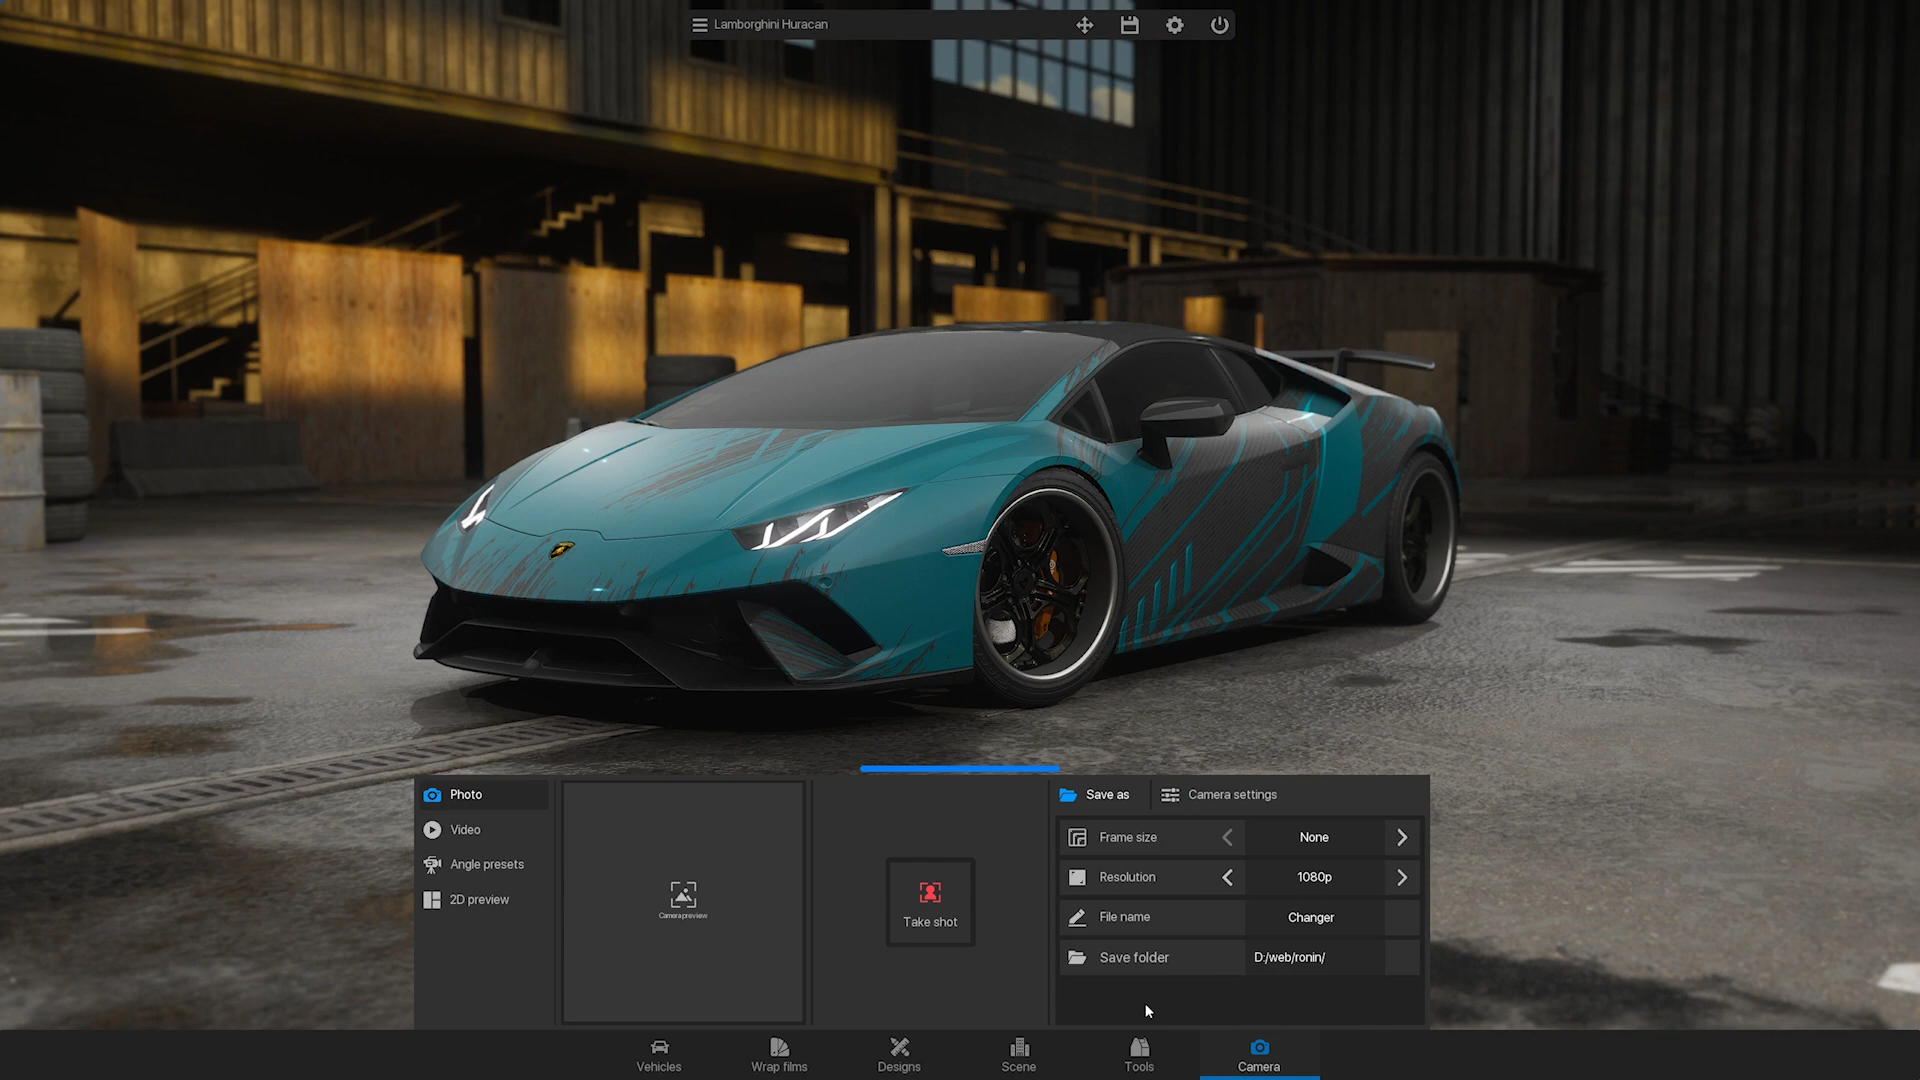 Lamborghini Huracan
Photo
Video
Angle presets
2D preview
Camera preview
Take shot
Save as
Camera settings
Frame size
None
Resolution
1080p
File name
Changer
Save folder
D:/web/ronin/
Vehicles
Wrap films
Designs
Scene
Tools
Camera